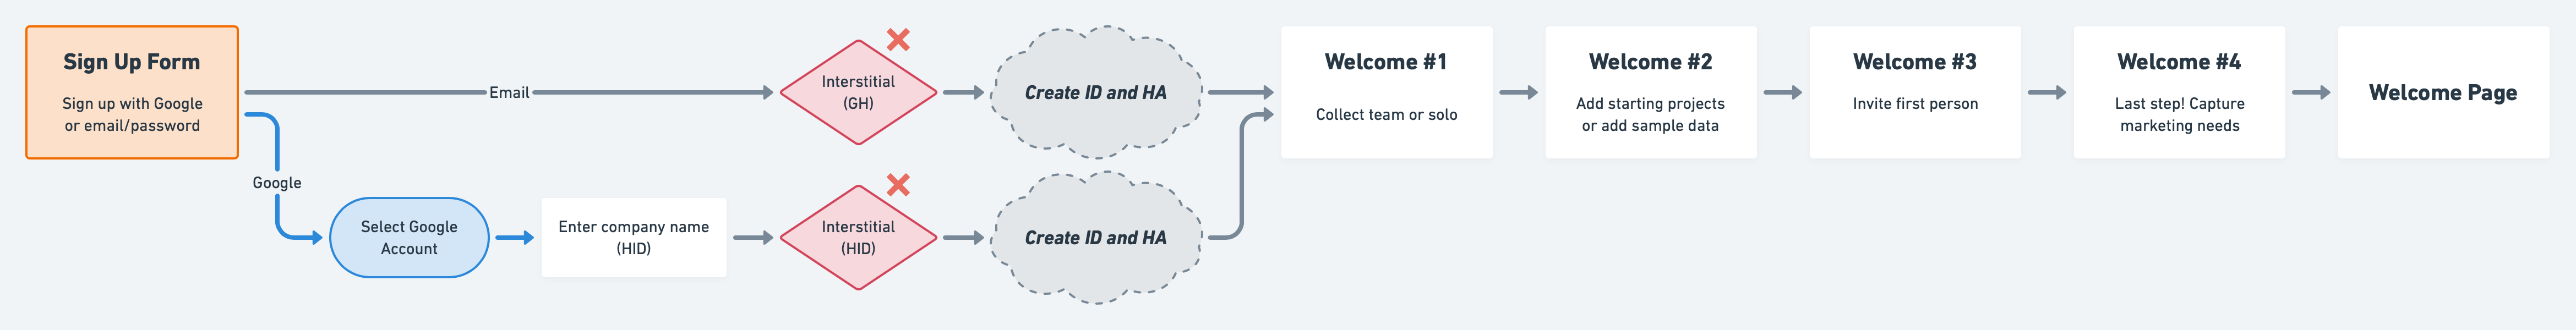 Sign Up Form
Sign up with Google
or email/password
Email
Interstitial
(GH)
Create ID and HA
Welcome #1
Collect team or solo
Welcome #2
Add starting projects
or add sample data
Welcome #3
Invite first person
Welcome #4
Last step! Capture
marketing needs
Welcome Page
Google
Select Google
Account
Enter company name
(HID)
Interstitial
(HID)
Create ID and HA